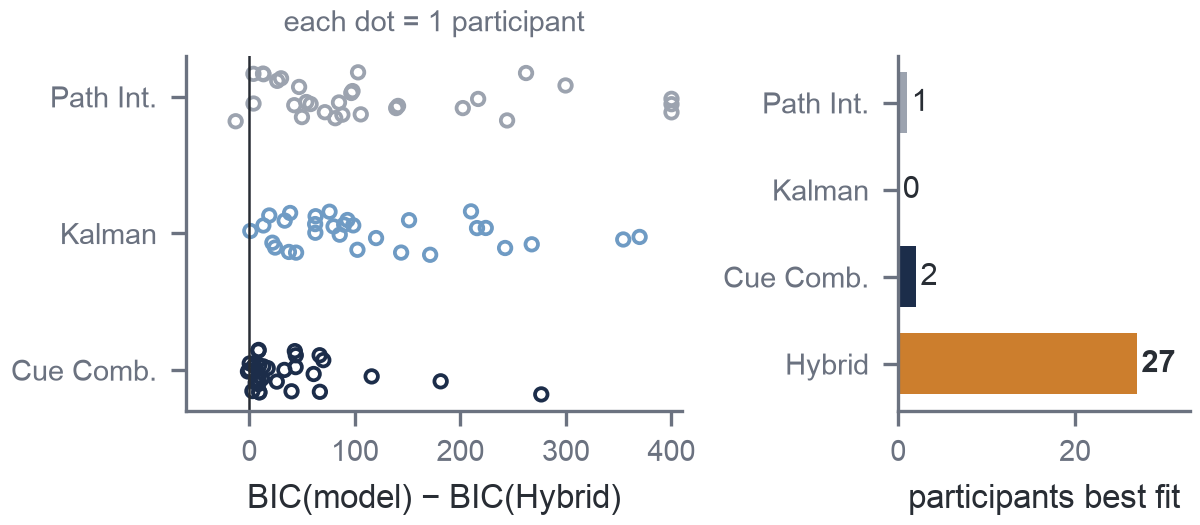 each dot = 1 participant
Path Int.
Kalman
Cue Comb.
0 100 200 300 400
BIC(model) − BIC(Hybrid)
Path Int. 1
Kalman 0
Cue Comb. 2
Hybrid 27
0 20
participants best fit